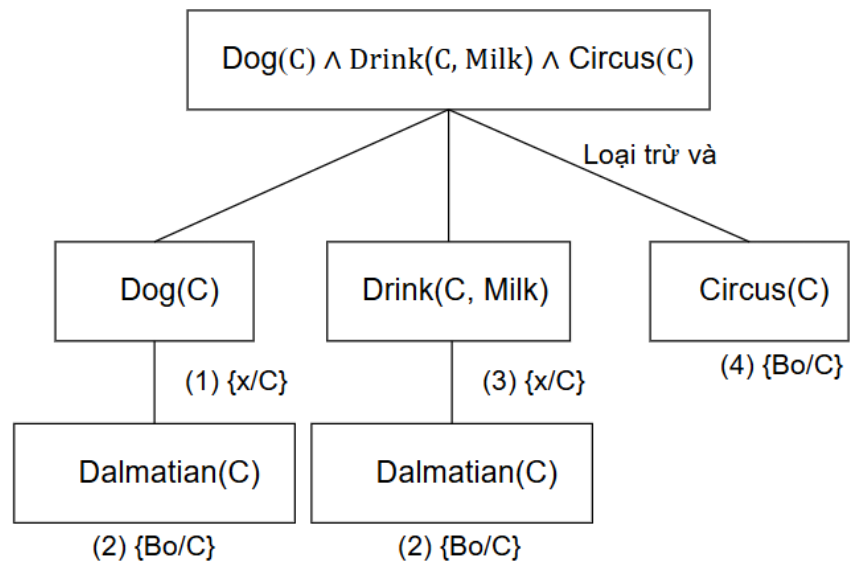 Dog(C) ∧ Drink(C, Milk) ∧ Circus(C)
Loại trừ và
Dog(C)
Drink(C, Milk)
Circus(C)
(1) {x/C}
(3) {x/C}
(4) {Bo/C}
Dalmatian(C)
Dalmatian(C)
(2) {Bo/C}
(2) {Bo/C}